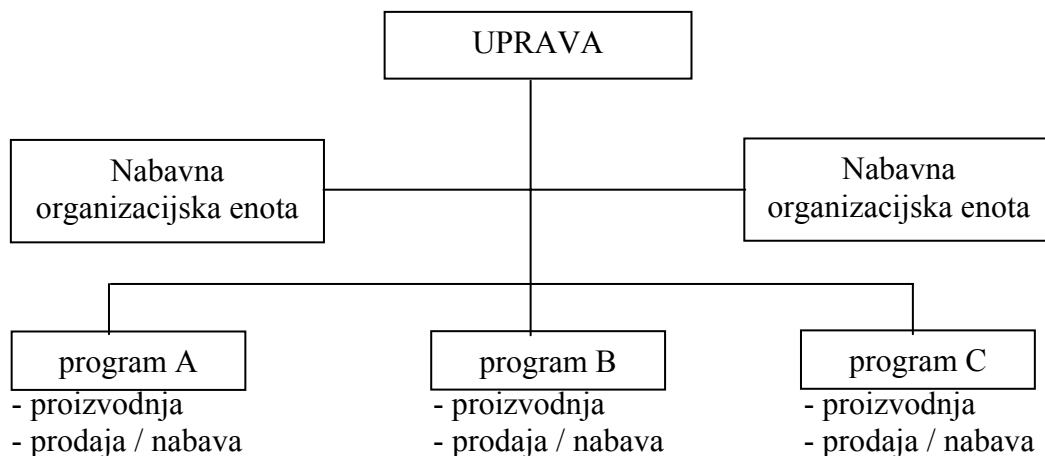 UPRAVA
Nabavna
organizacijska enota
Nabavna
organizacijska enota
program A
- proizvodnja
- prodaja / nabava
program B
- proizvodnja
- prodaja / nabava
program C
- proizvodnja
- prodaja / nabava